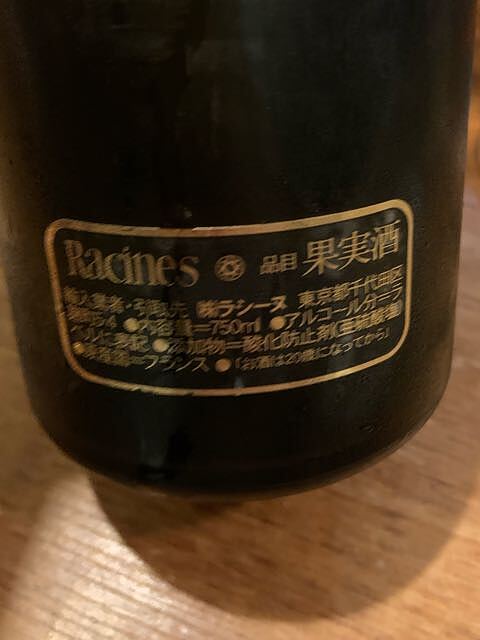 Racines 品目 果実酒
輸入業者・引取先 ㈱ラシーヌ 東京都千代田区
●内容量=750ml ●アルコール分=ラ
ベルに表記 ●添加物=酸化防止剤(亜硫酸塩)
●原産国=フランス ●「お酒は20歳になってから」